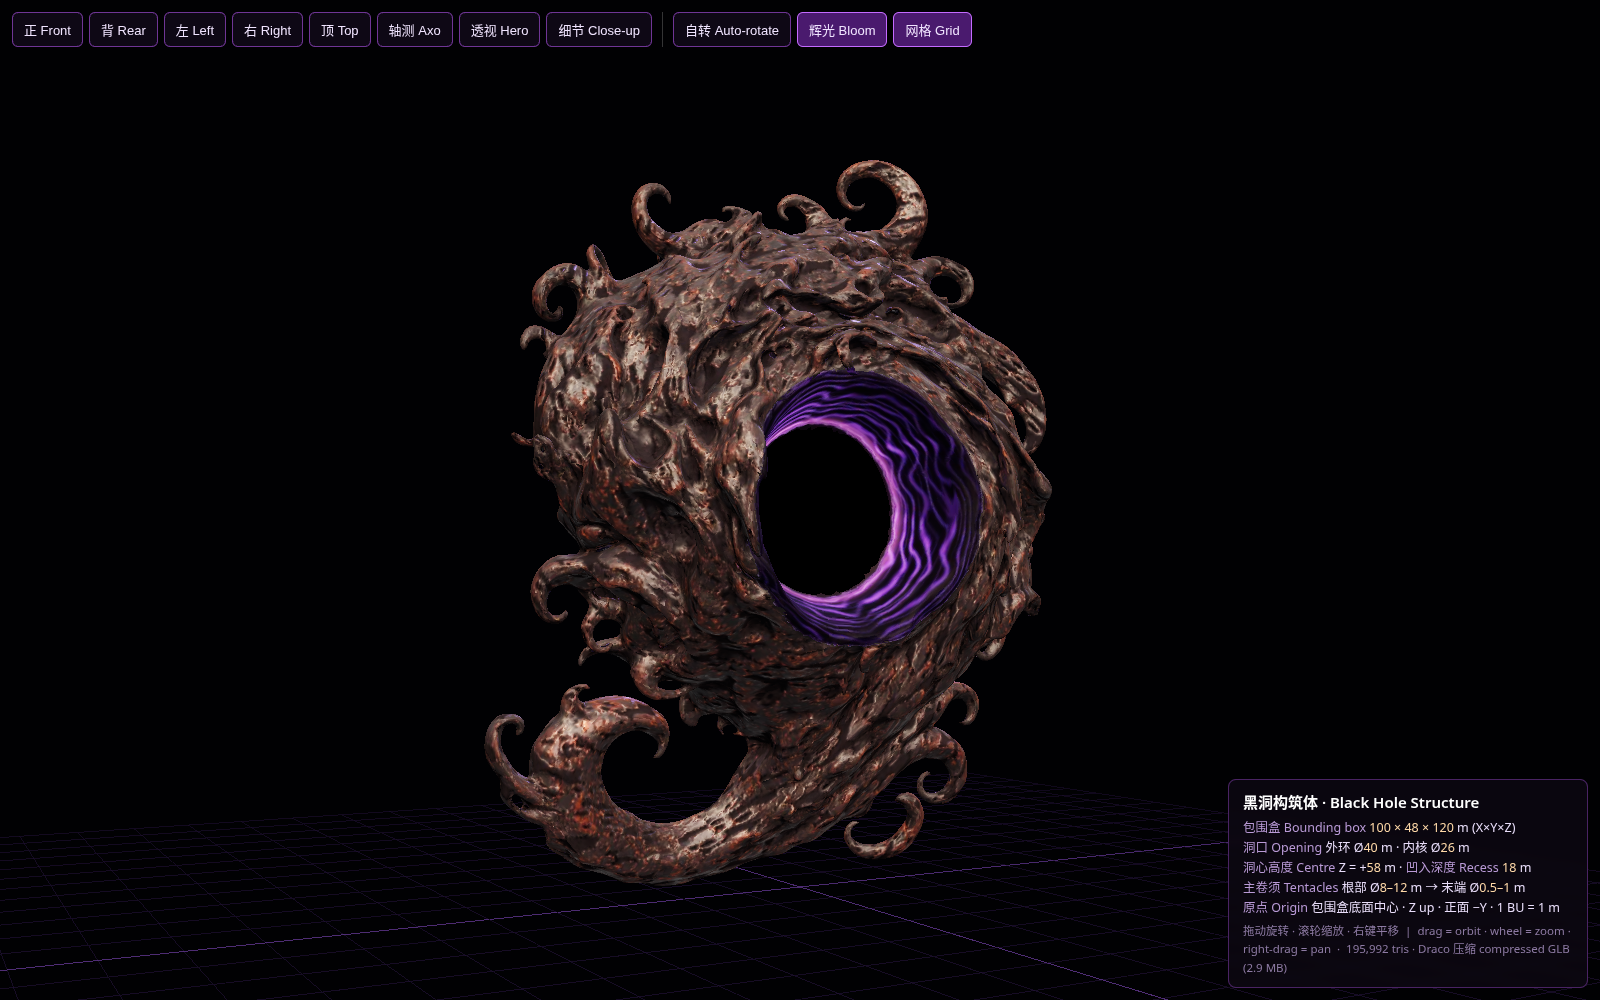 正 Front
背 Rear
左 Left
右 Right
顶 Top
轴测 Axo
透视 Hero
细节 Close-up
自转 Auto-rotate
辉光 Bloom
网格 Grid
黑洞构筑体 · Black Hole Structure
包围盒 Bounding box 100 × 48 × 120 m (X×Y×Z)
洞口 Opening 外环 Ø40 m · 内核 Ø26 m
洞心高度 Centre Z = +58 m · 凹入深度 Recess 18 m
主卷须 Tentacles 根部 Ø8–12 m → 末端 Ø0.5–1 m
原点 Origin 包围盒底面中心 · Z up · 正面 −Y · 1 BU = 1 m
拖动旋转 · 滚轮缩放 · 右键平移 | drag = orbit · wheel = zoom ·
right-drag = pan · 195,992 tris · Draco 压缩 compressed GLB
(2.9 MB)